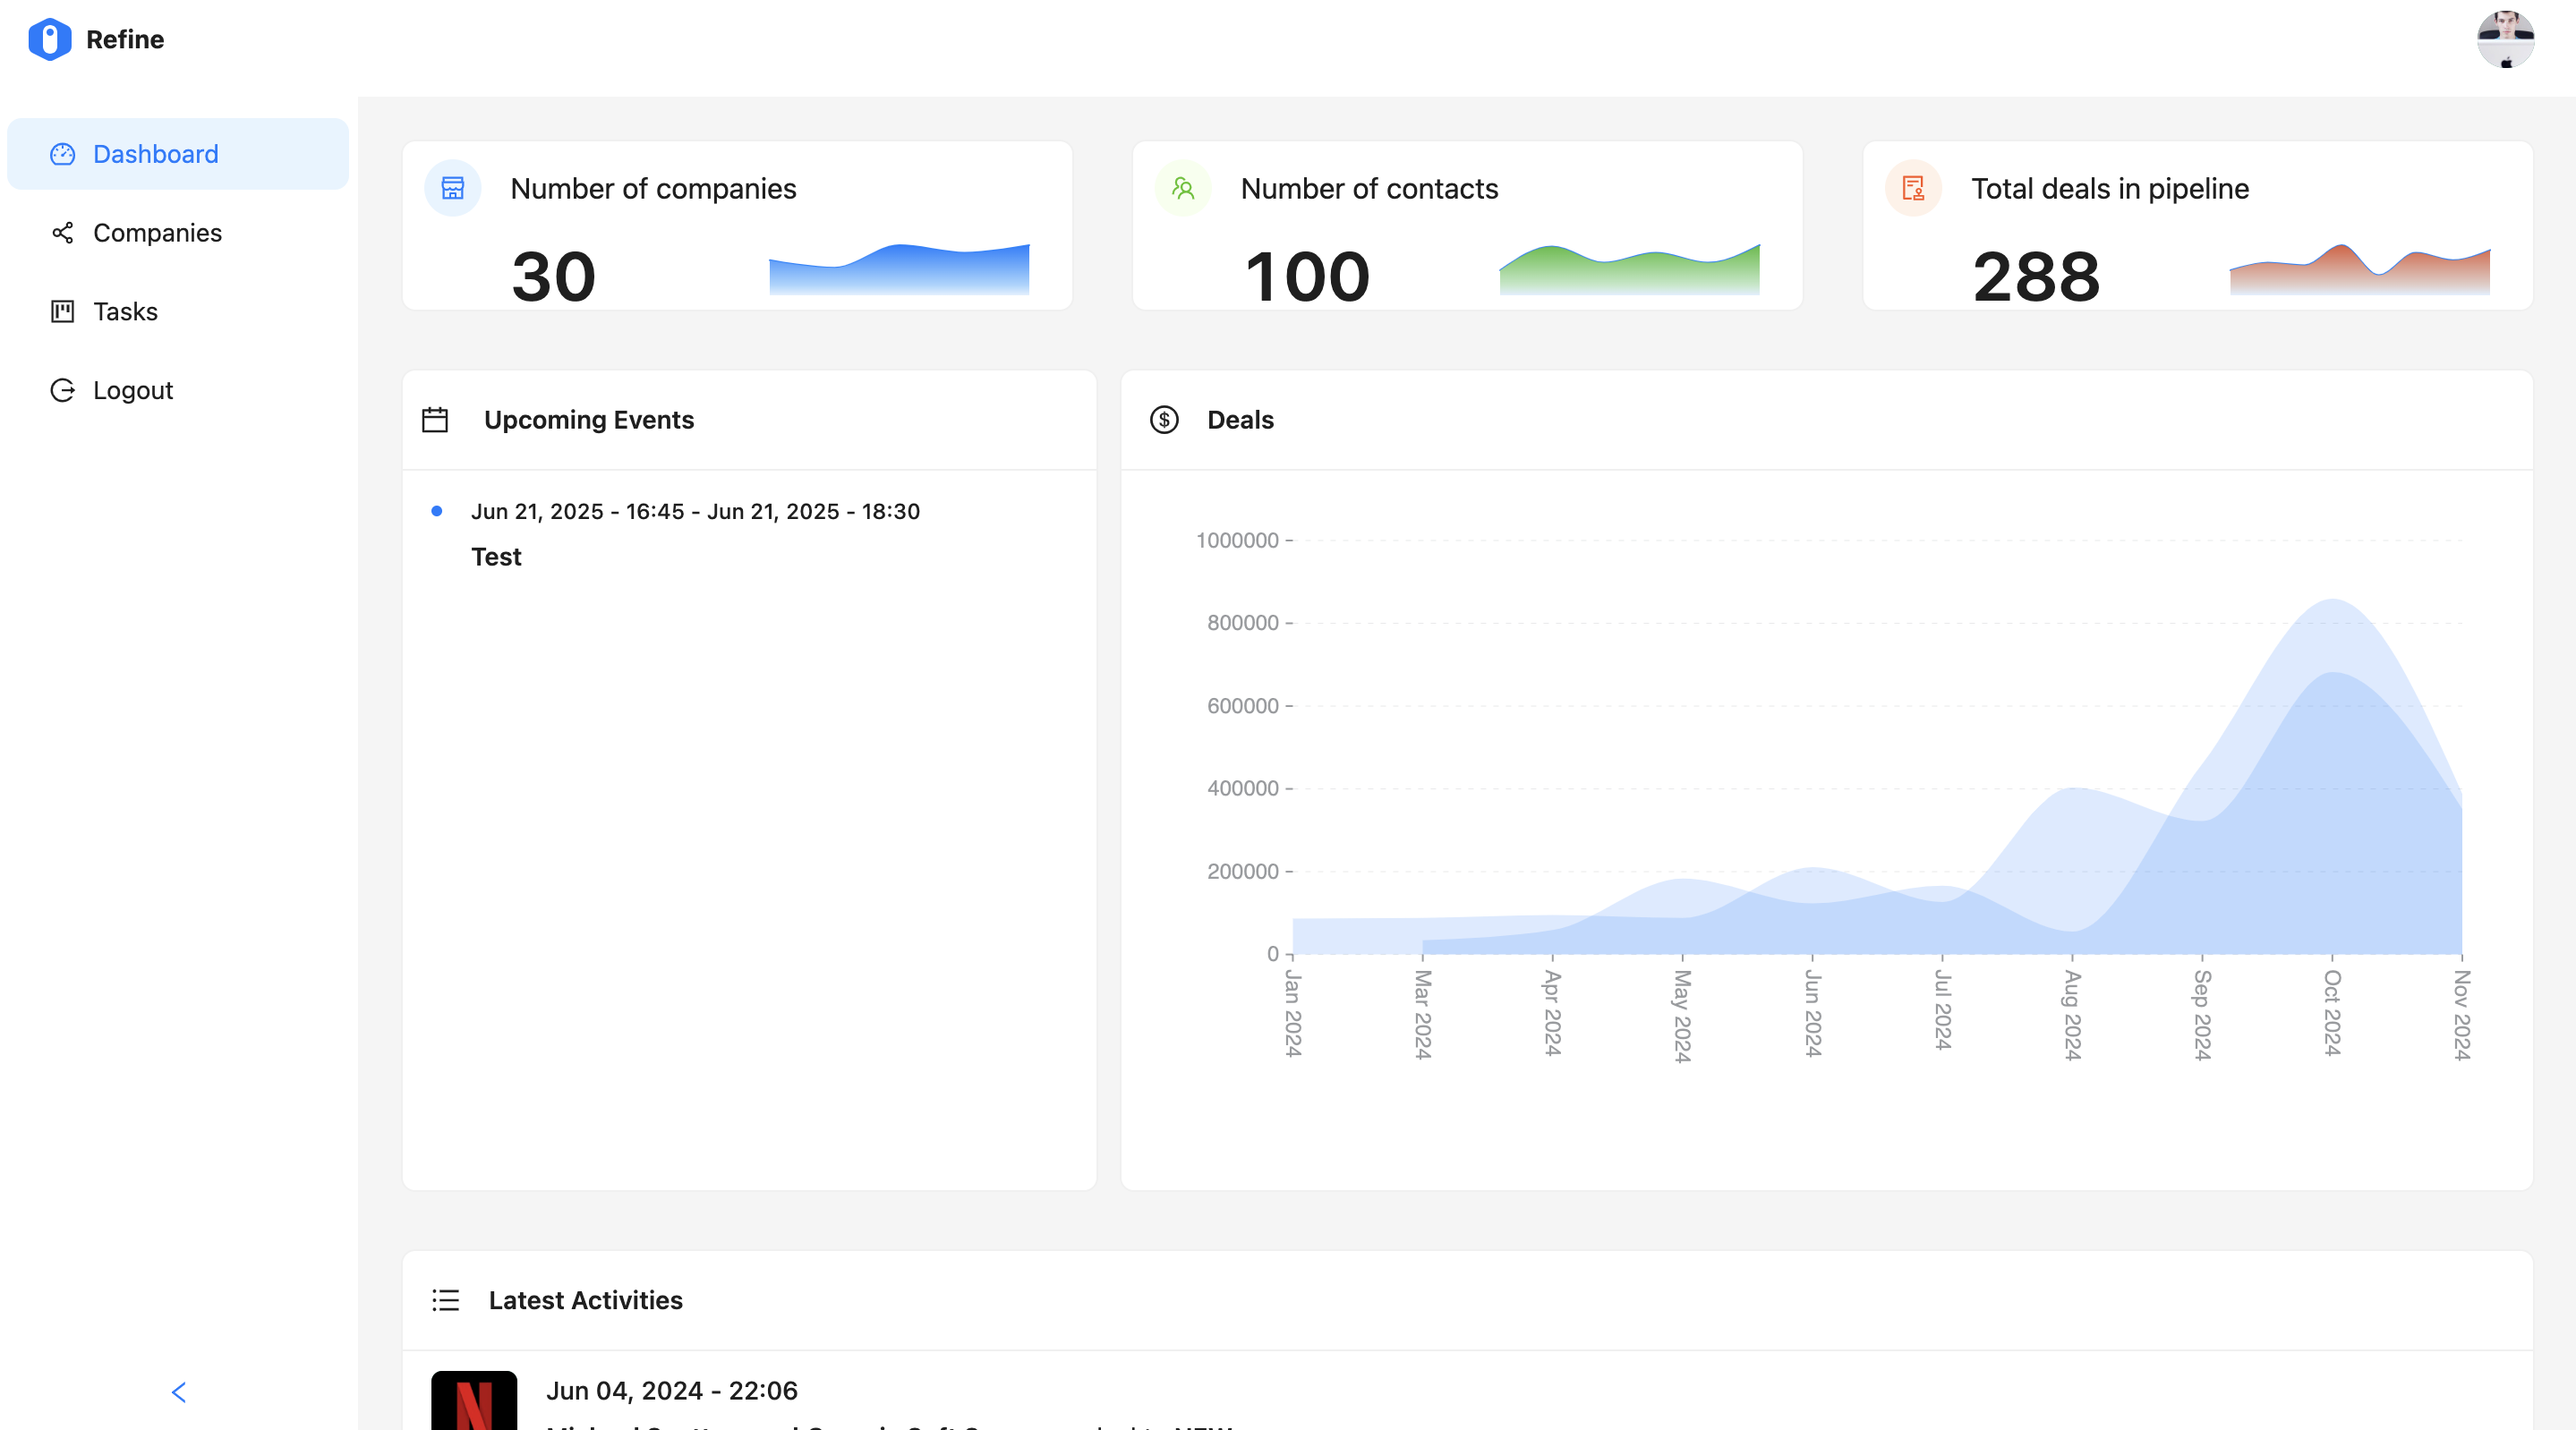 Refine
Dashboard
Companies
Tasks
Logout
Number of companies
30
Number of contacts
100
Total deals in pipeline
288
Upcoming Events
Jun 21, 2025 - 16:45 - Jun 21, 2025 - 18:30
Test
Deals
1000000
800000
600000
400000
200000
0
Jan 2024
Mar 2024
Apr 2024
May 2024
Jun 2024
Jul 2024
Aug 2024
Sep 2024
Oct 2024
Nov 2024
Latest Activities
N
Jun 04, 2024 - 22:06